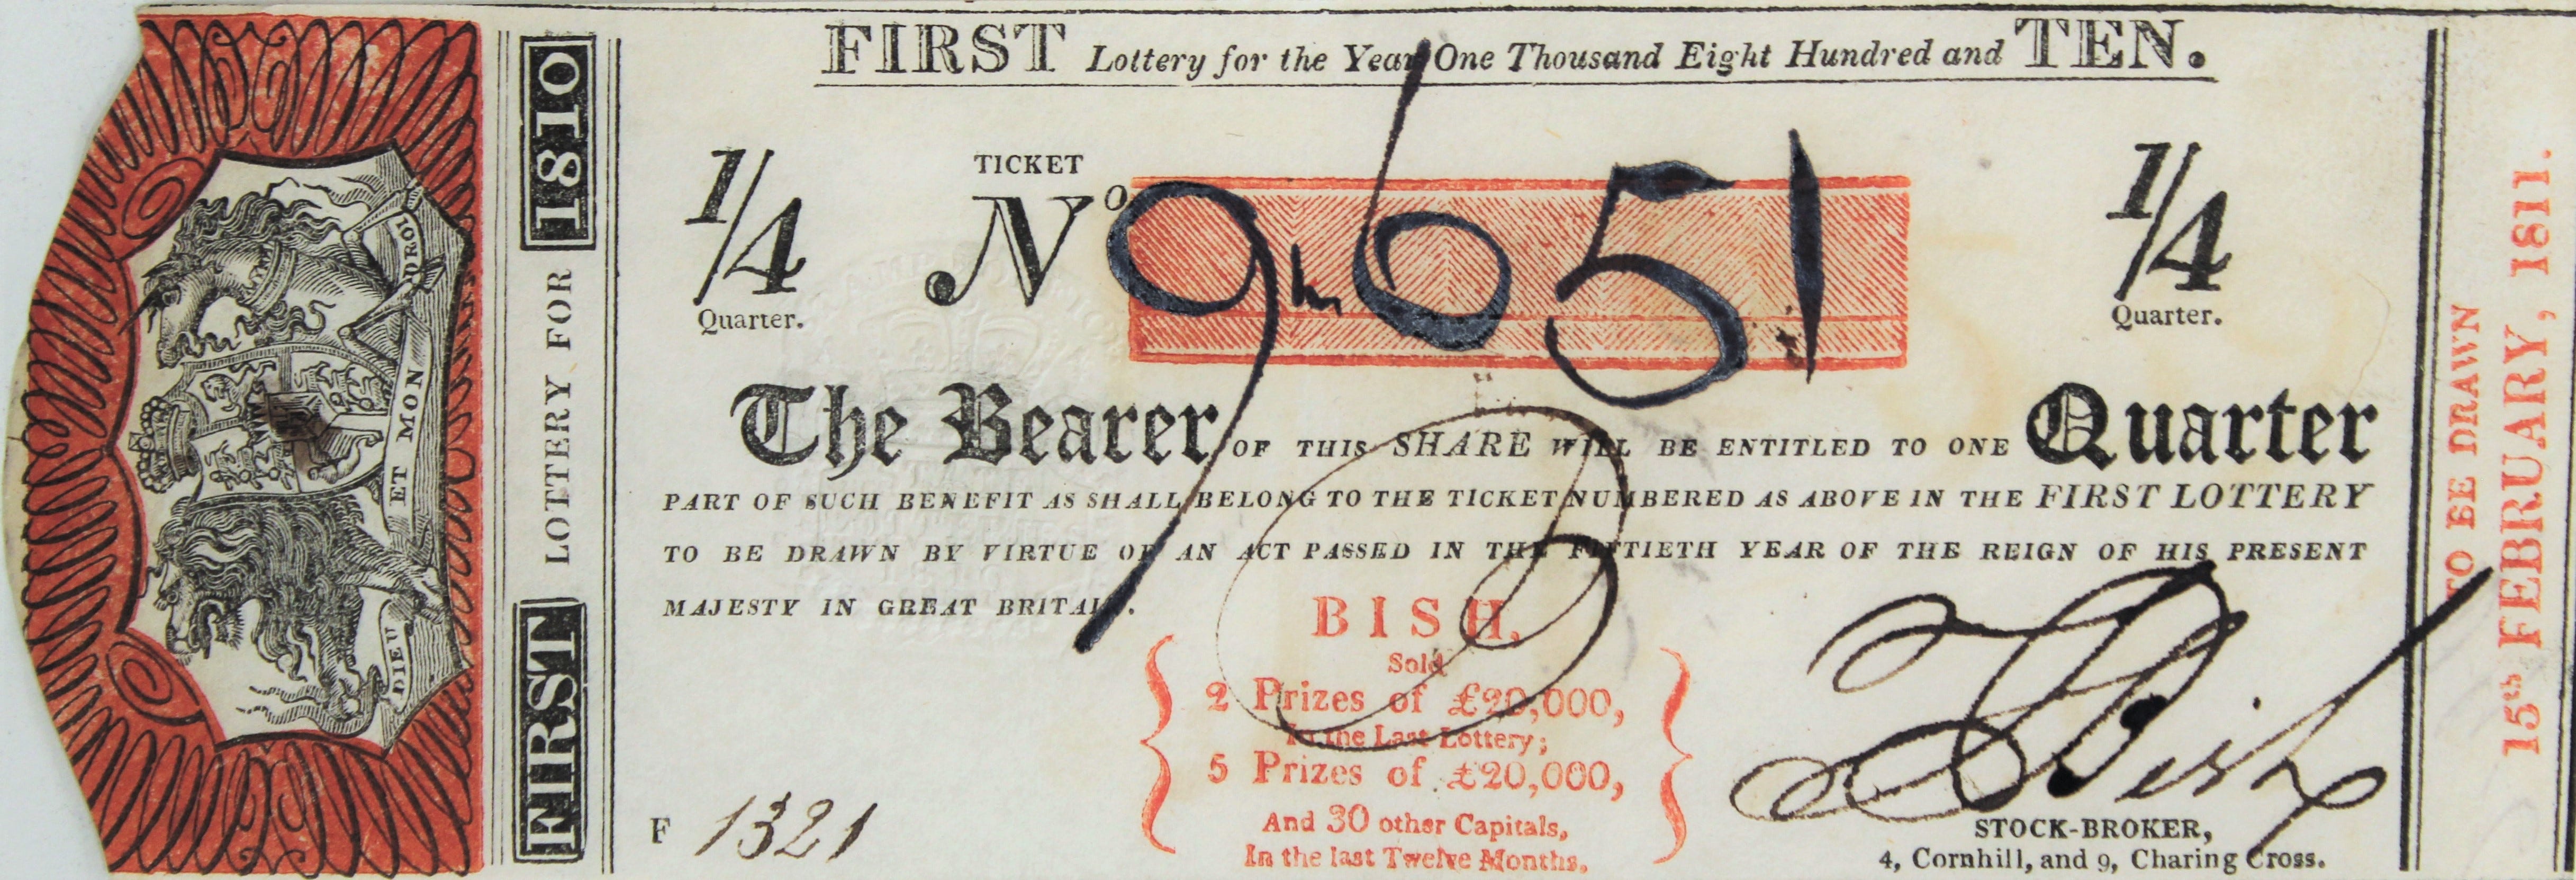 FIRST Lottery for the Year One Thousand Eight Hundred and TEN.
FIRST LOTTERY FOR 1810
DIEU ET MON DROI
1/4
Quarter.
TICKET
No 9m651
1/4
Quarter.
The Bearer OF THIS SHARE WILL BE ENTITLED TO ONE Quarter
PART OF SUCH BENEFIT AS SHALL BELONG TO THE TICKET NUMBERED AS ABOVE IN THE FIRST LOTTERY
TO BE DRAWN BY VIRTUE OF AN ACT PASSED IN THE FIFTIETH YEAR OF THE REIGN OF HIS PRESENT
MAJESTY IN GREAT BRITAIN.
BISH,
Sold
2 Prizes of £20,000,
In the Last Lottery;
5 Prizes of £20,000,
And 30 other Capitals,
In the last Twelve Months.
F 1321
T Bish
STOCK-BROKER,
4, Cornhill, and 9, Charing Cross.
TO BE DRAWN
15th FEBRUARY, 1811.